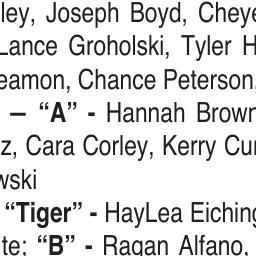 ley, Joseph Boyd, Cheye
Lance Groholski, Tyler H
eamon, Chance Peterson,
— “A” - Hannah Brown
z, Cara Corley, Kerry Cur
wski
“Tiger” - HayLea Eiching
te; “B” - Ragan Alfano,